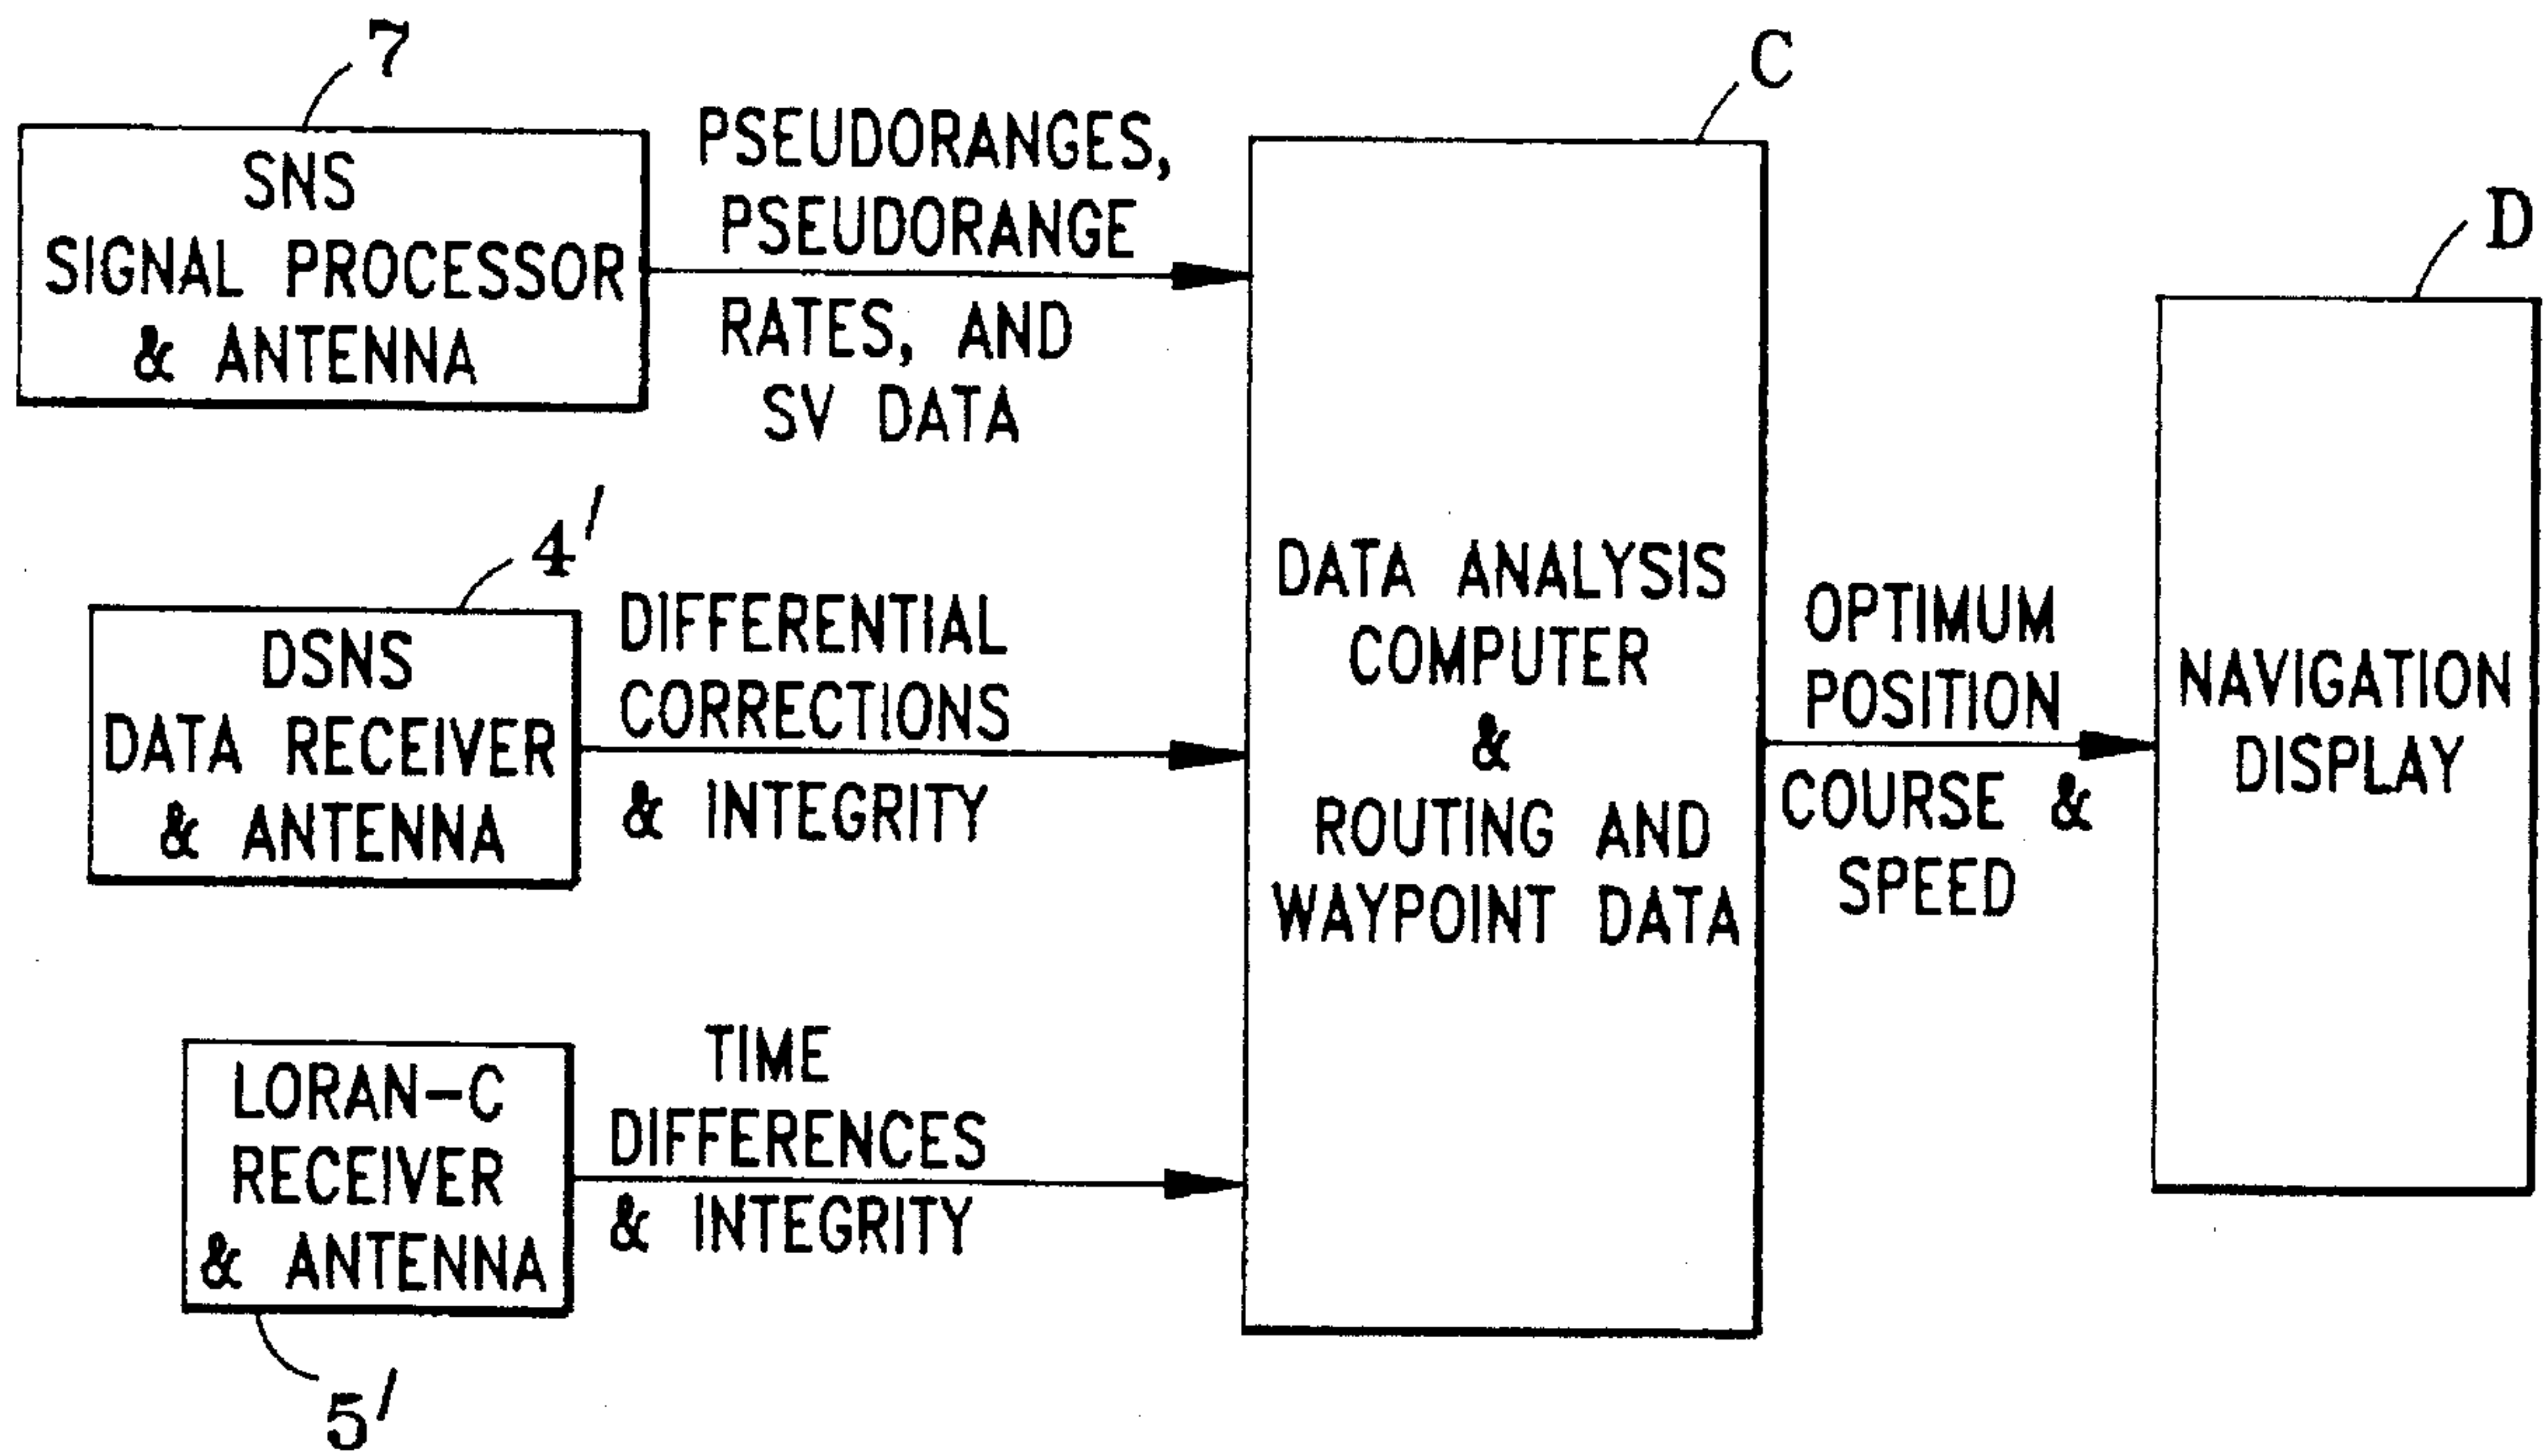 7
SNS
SIGNAL PROCESSOR
& ANTENNA
PSEUDORANGES,
PSEUDORANGE
RATES, AND
SV DATA
4'
DSNS
DATA RECEIVER
& ANTENNA
DIFFERENTIAL
CORRECTIONS
& INTEGRITY
LORAN-C
RECEIVER
& ANTENNA
5'
TIME
DIFFERENCES
& INTEGRITY
C
DATA ANALYSIS
COMPUTER
&
ROUTING AND
WAYPOINT DATA
OPTIMUM
POSITION
COURSE &
SPEED
D
NAVIGATION
DISPLAY